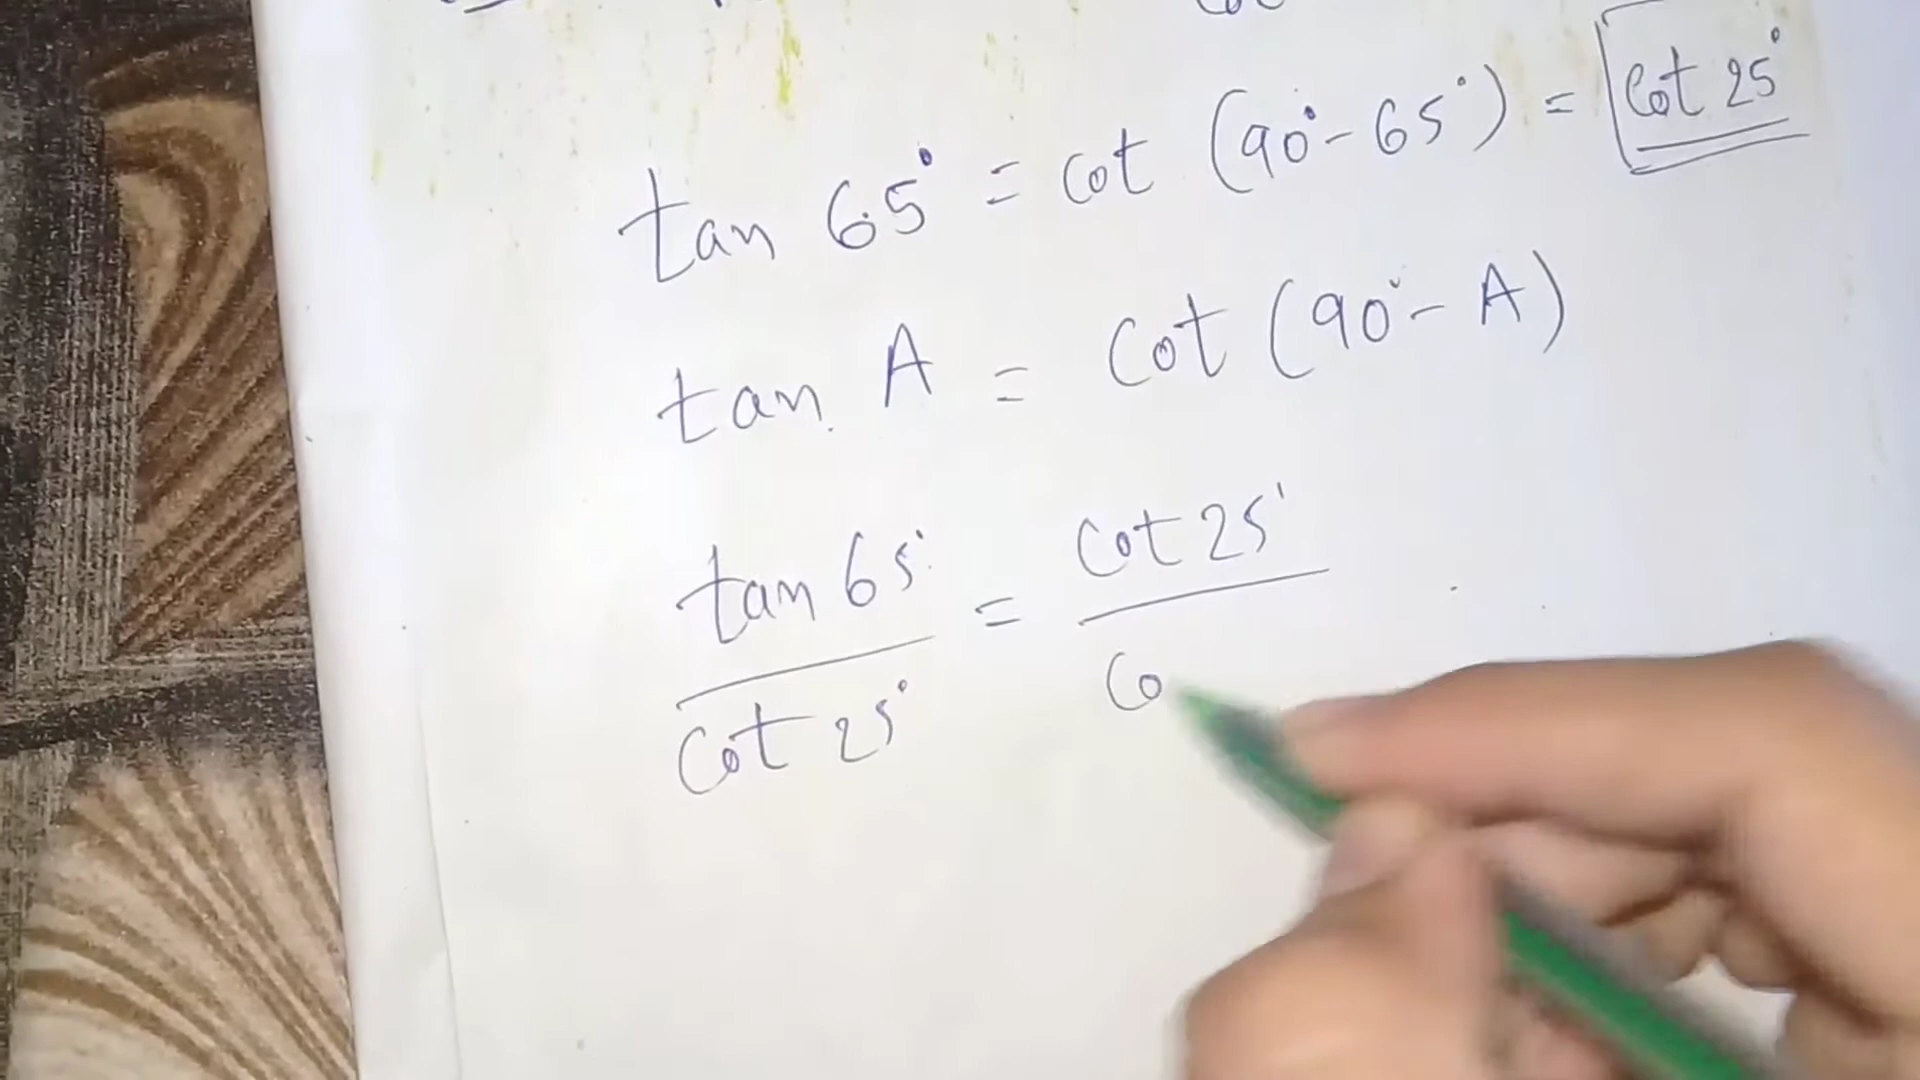 tan 65° = cot (90° - 65°) = cot 25°
tan A = cot (90° - A)
tan 65° = cot 25°
cot 25° Co